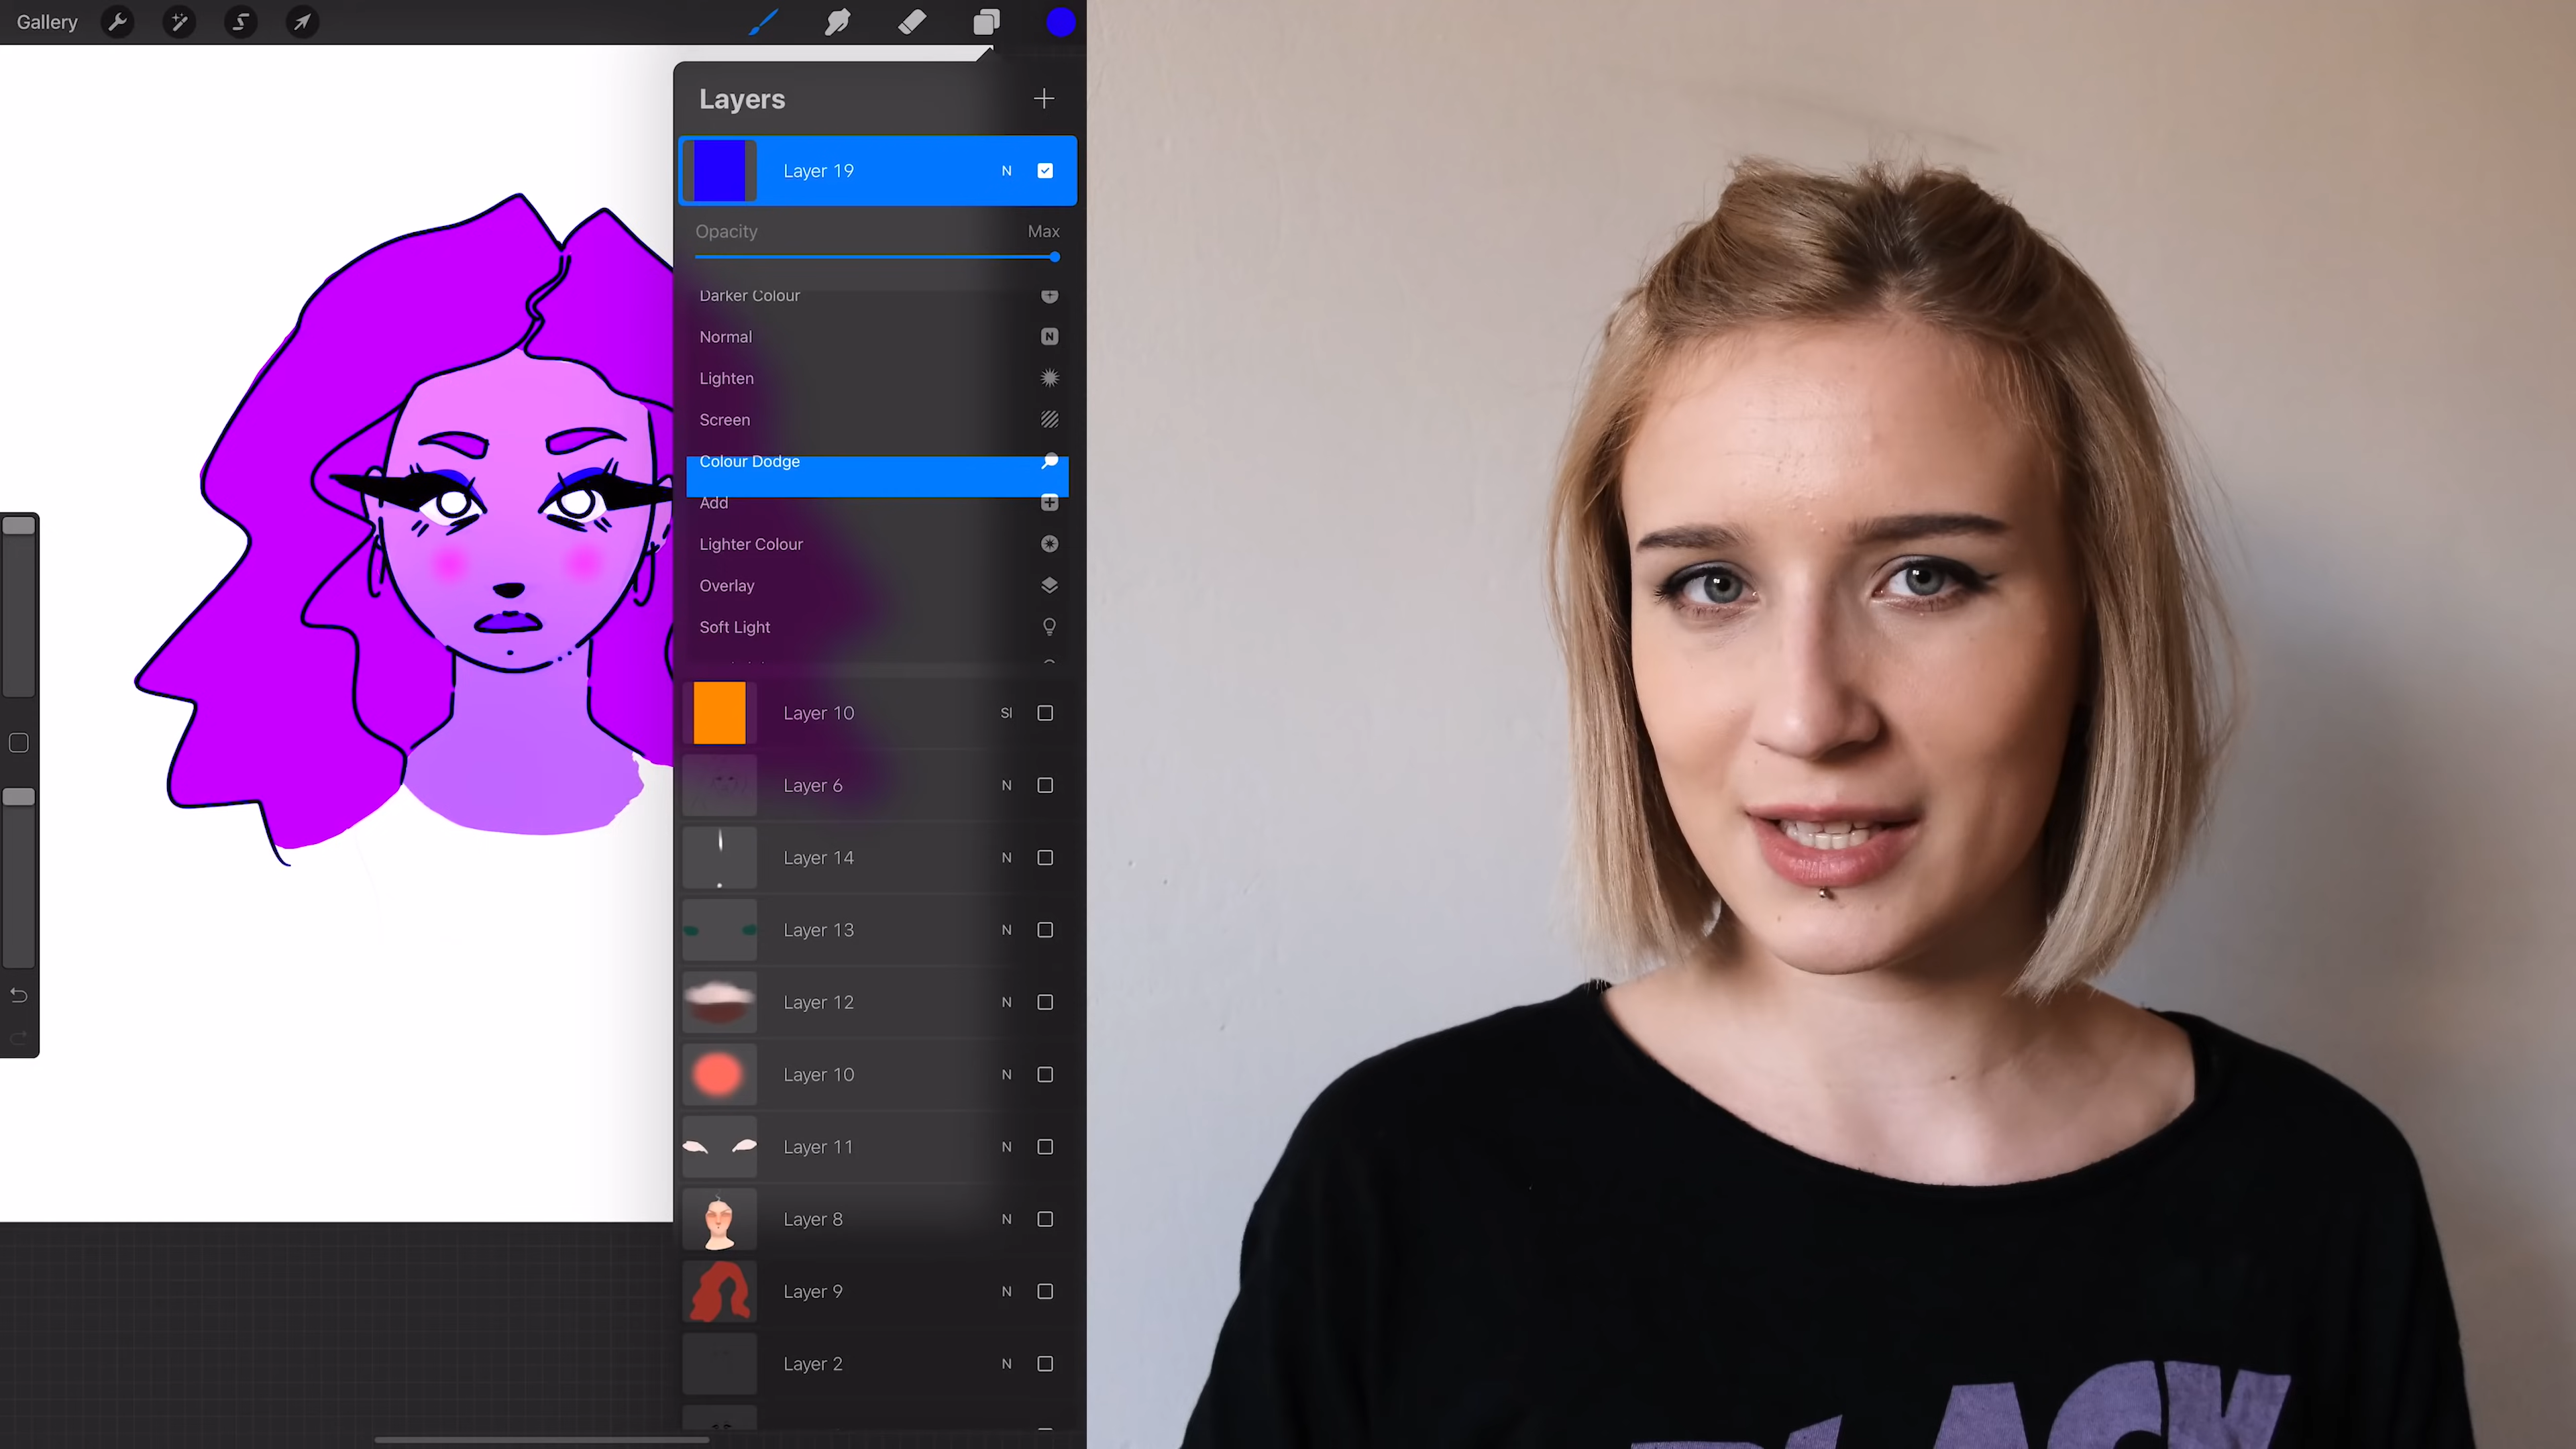 Gallery
Layers
Layer 19 N
Opacity Max
Darker Colour
Normal N
Lighten
Screen
Colour Dodge
Add
Lighter Colour
Overlay
Soft Light
Layer 10 Sl
Layer 6 N
Layer 14 N
Layer 13 N
Layer 12 N
Layer 10 N
Layer 11 N
Layer 8 N
Layer 9 N
Layer 2 N
BLACK